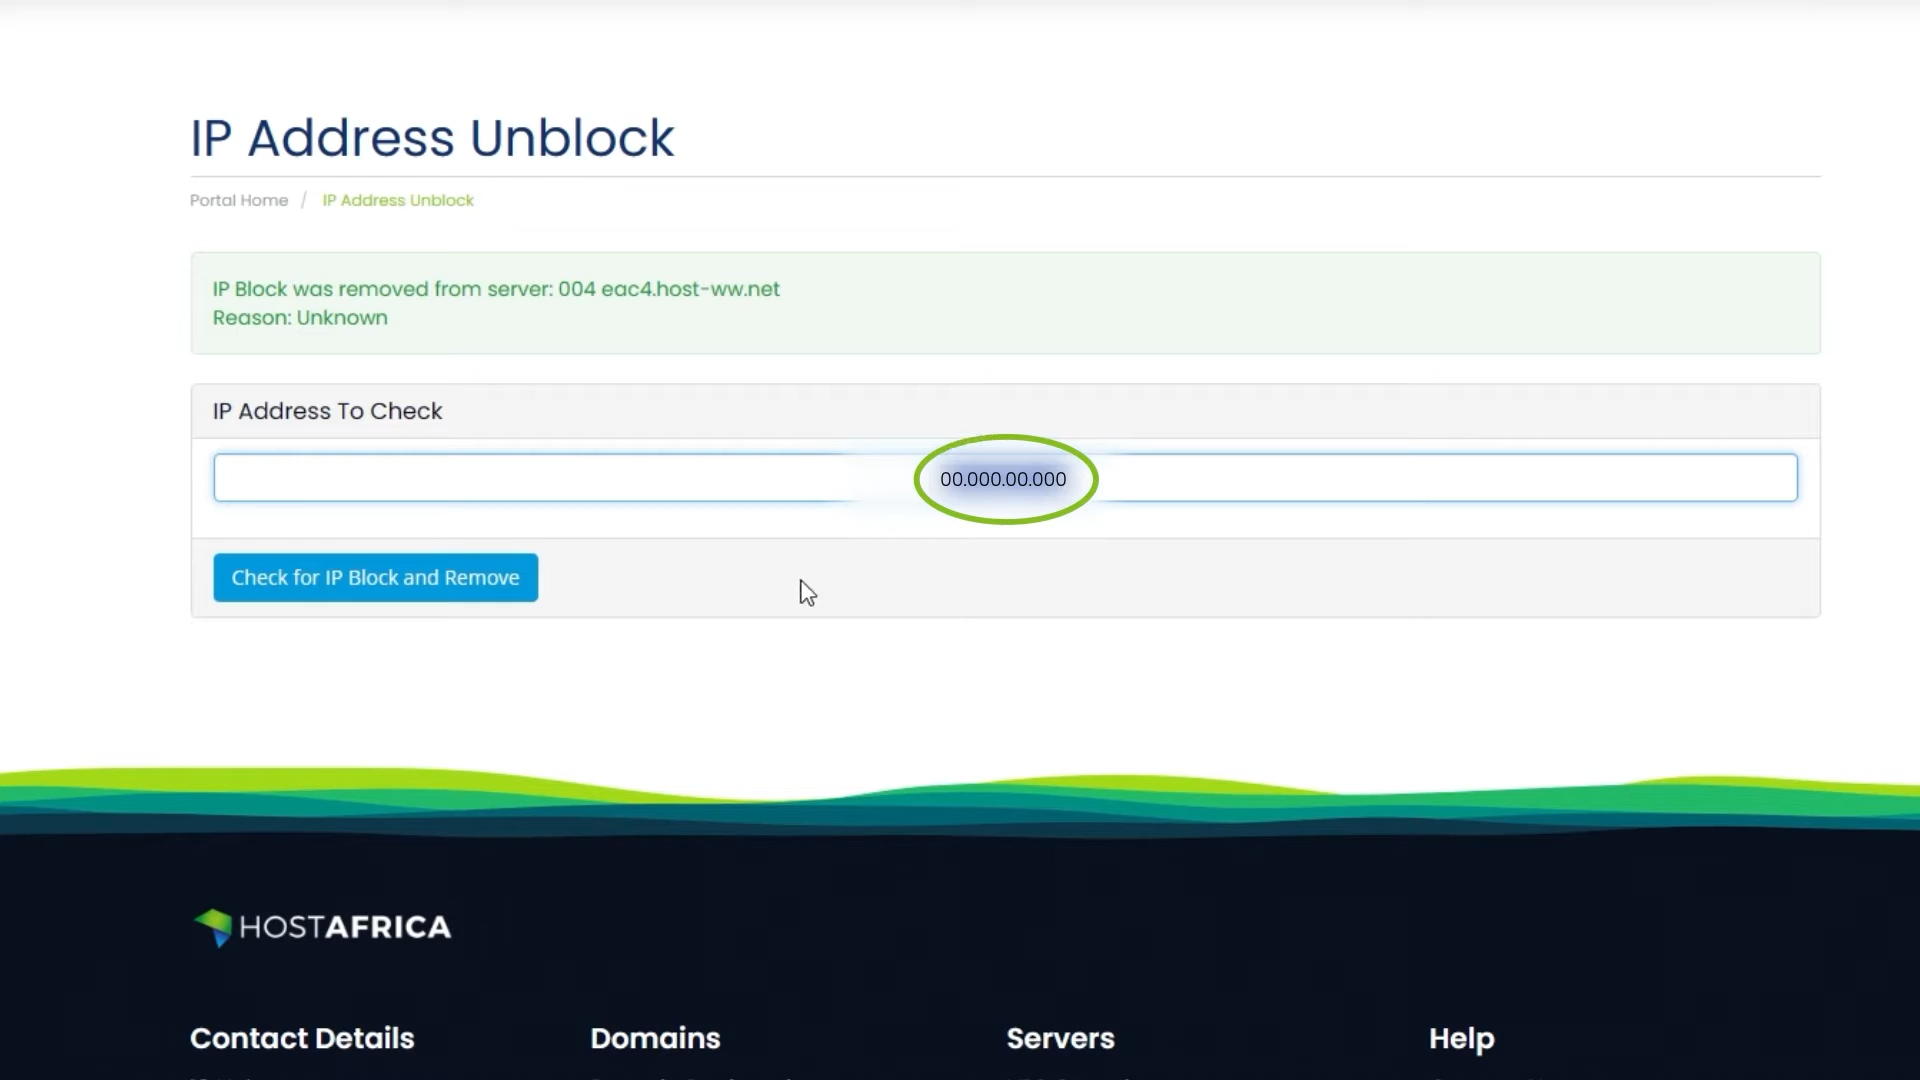 IP Address Unblock
Portal Home / IP Address Unblock
IP Block was removed from server: 004 eac4.host-ww.net
Reason: Unknown
IP Address To Check
00.000.00.000
Check for IP Block and Remove
HOSTAFRICA
Contact Details
Domains
Servers
Help